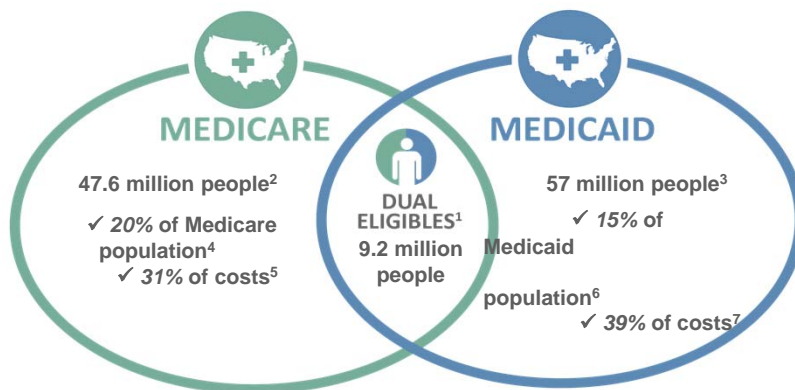 MEDICARE
47.6 million people²
✓ 20% of Medicare
population⁴
✓ 31% of costs⁵
DUAL
ELIGIBLES¹
9.2 million
people
MEDICAID
57 million people³
✓ 15% of
Medicaid
population⁶
✓ 39% of costs⁷